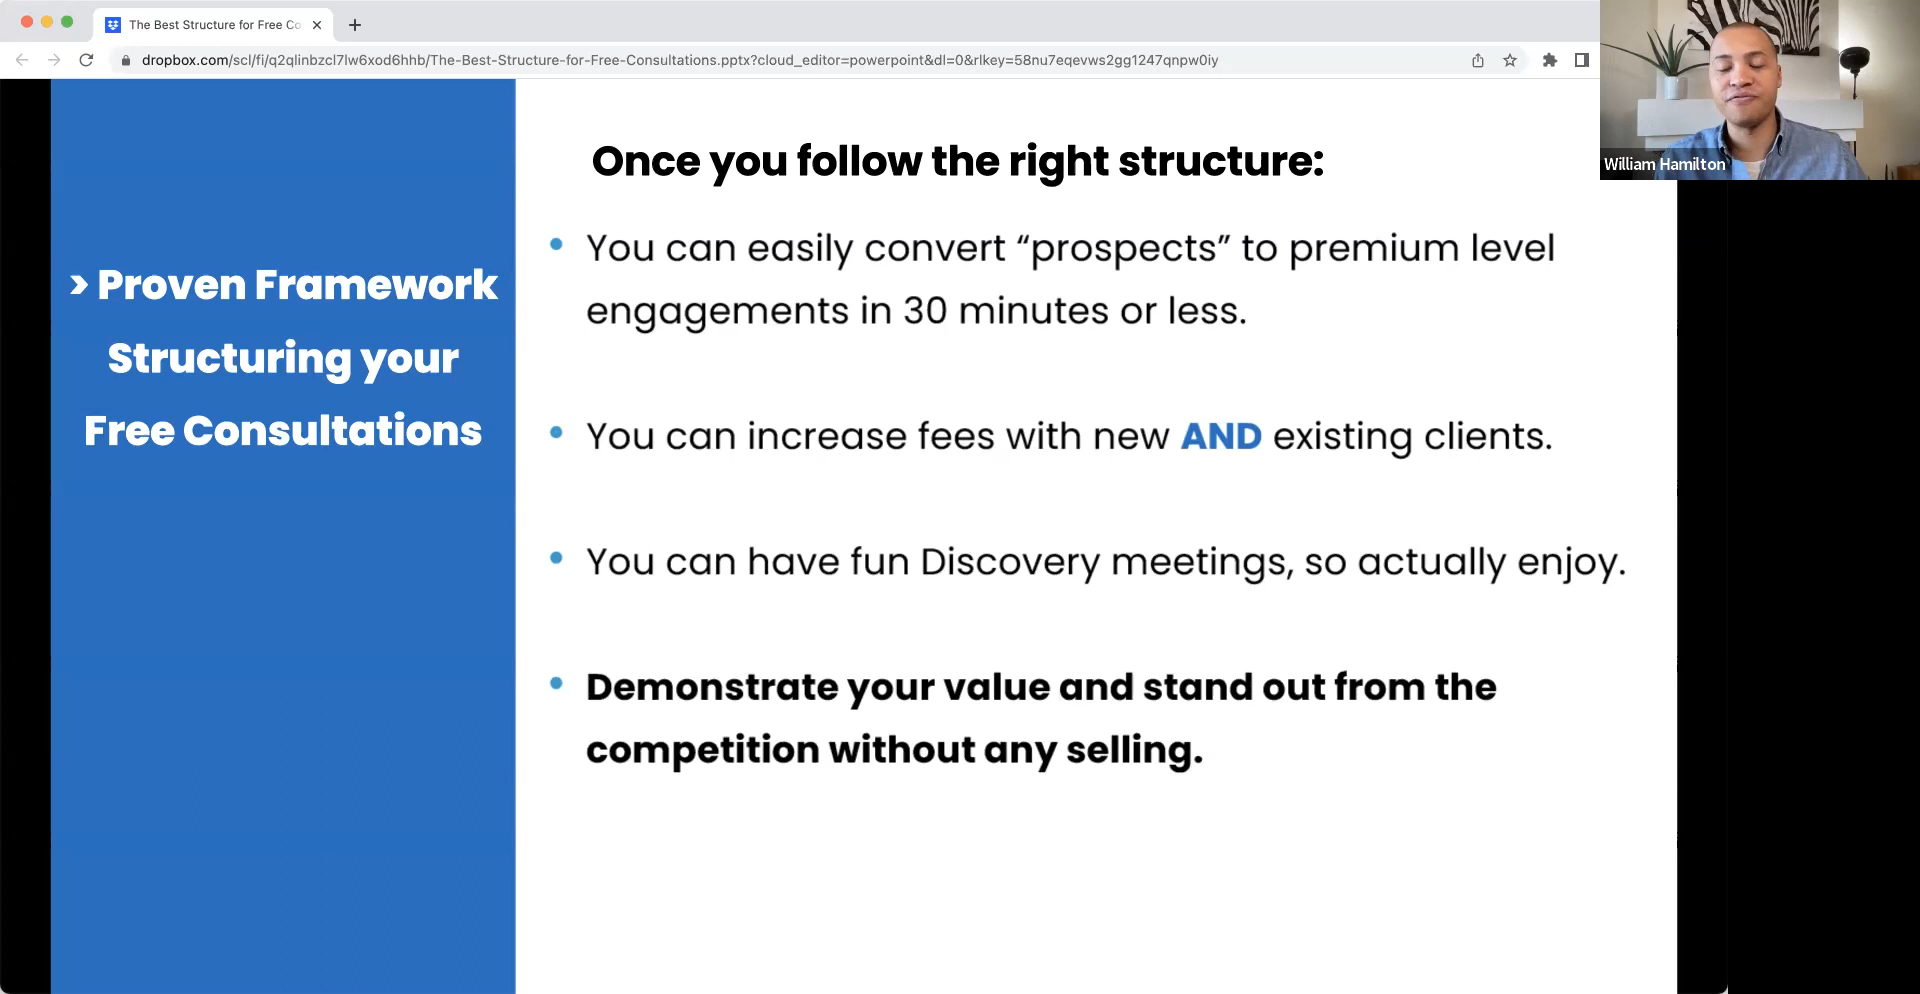 The Best Structure for Free Co
dropbox.com/scl/fi/q2qlinbzcl7lw6xod6hhb/The-Best-Structure-for-Free-Consultations.pptx?cloud_editor=powerpoint&dl=0&rlkey=58nu7eqevws2gg1247qnpw0iy
William Hamilton
> Proven Framework
Structuring your
Free Consultations
Once you follow the right structure:
• You can easily convert “prospects” to premium level
engagements in 30 minutes or less.
• You can increase fees with new AND existing clients.
• You can have fun Discovery meetings, so actually enjoy.
• Demonstrate your value and stand out from the
competition without any selling.